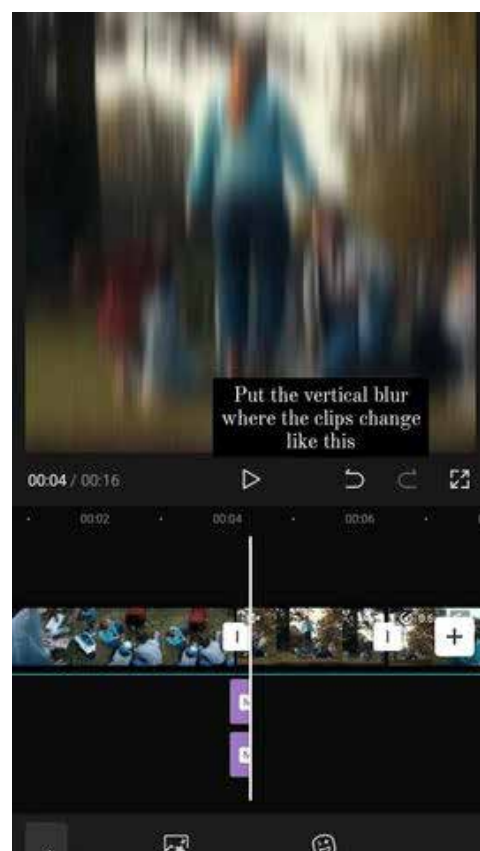 Put the vertical blur
where the clips change
like this
00:04 / 00:16
00:02
00:04
00:06